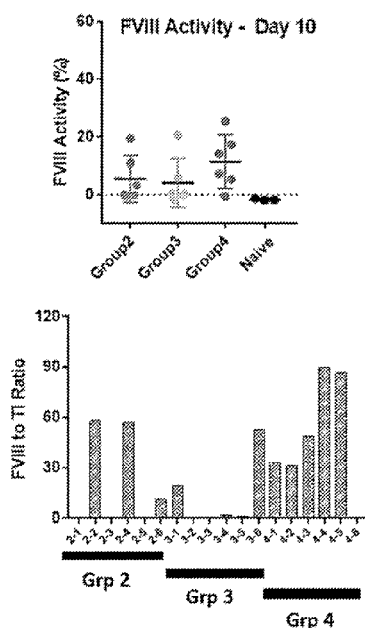 FVIII Activity - Day 10
FVIII Activity (%)
60
40
20
0
Group2
Group3
Group4
Naive
FVIII to TI Ratio
120
90
60
30
0
2-1
2-2
2-3
2-4
2-5
2-6
3-1
3-2
3-3
3-4
3-5
3-6
4-1
4-2
4-3
4-4
4-5
4-6
Grp 2
Grp 3
Grp 4